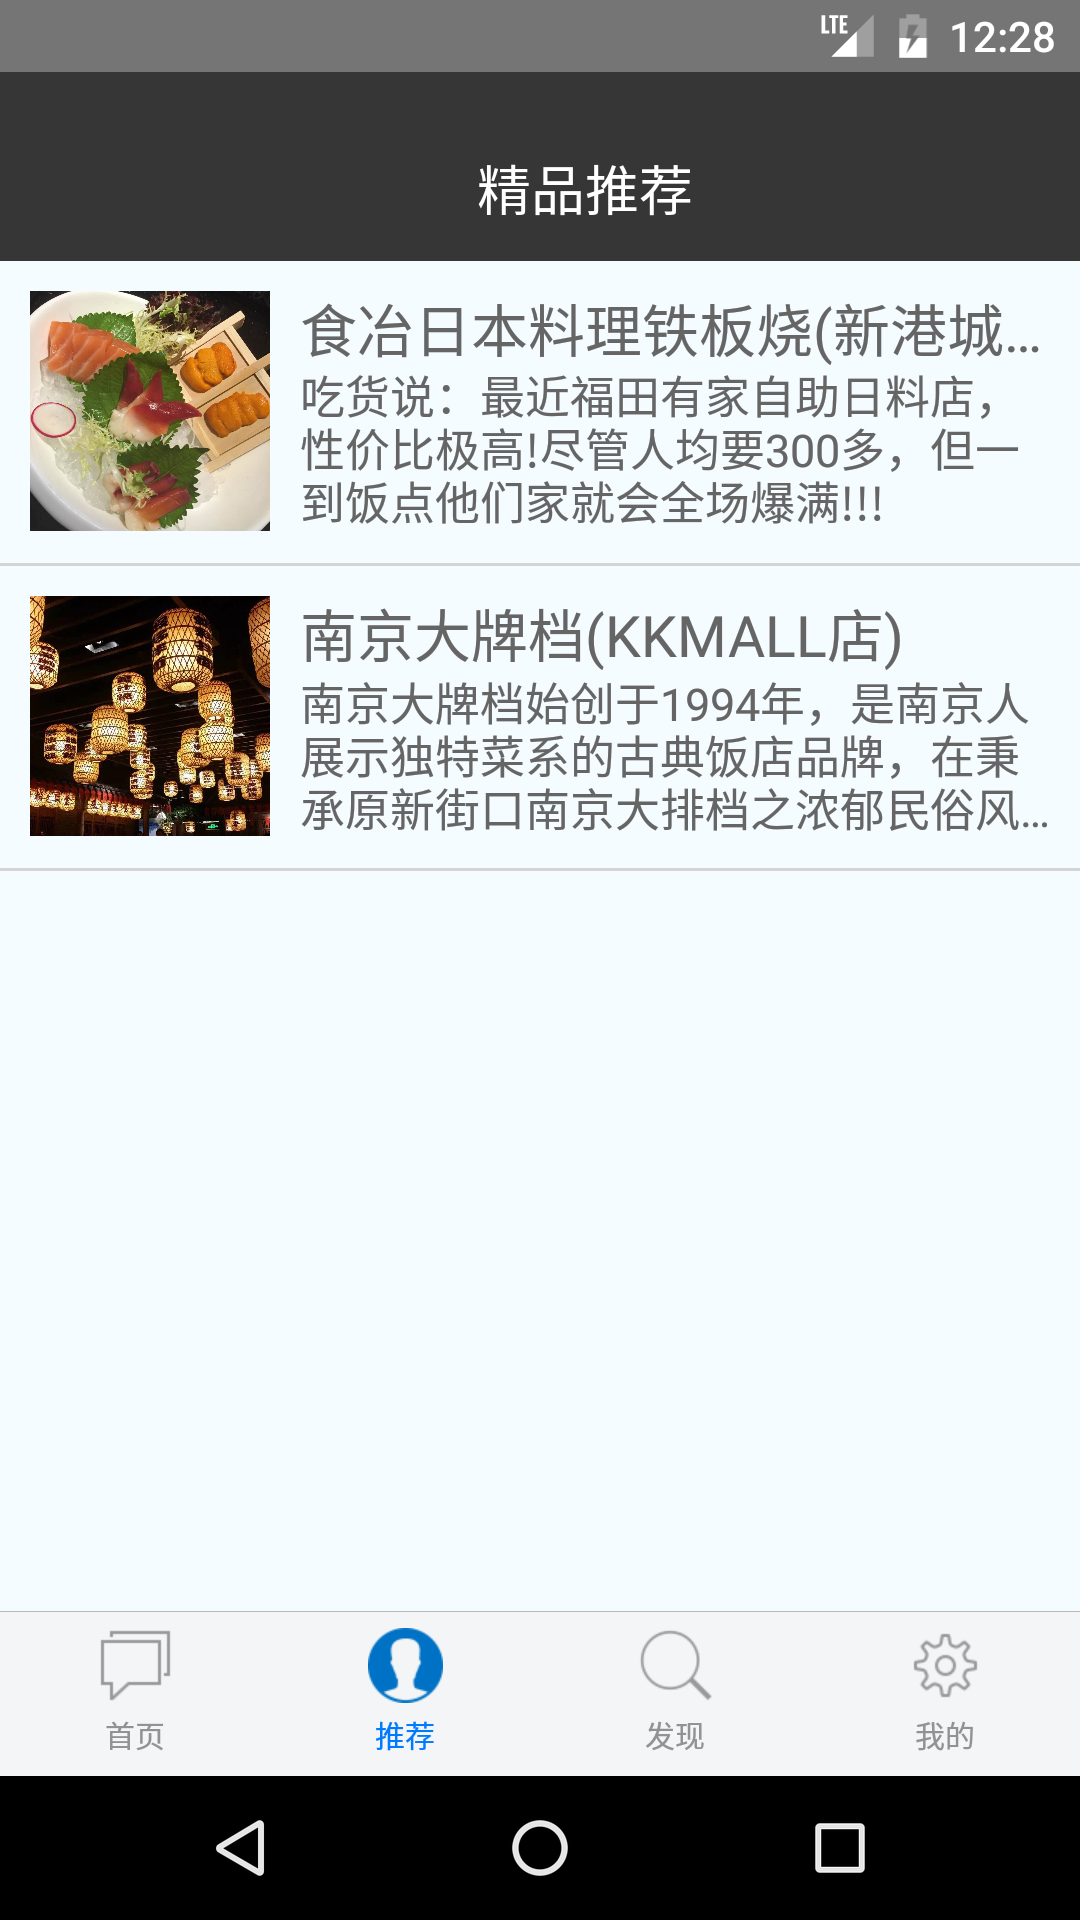 LTE 12:28
精品推荐
食冶日本料理铁板烧(新港城...
吃货说：最近福田有家自助日料店，
性价比极高!尽管人均要300多，但一
到饭点他们家就会全场爆满!!!
南京大牌档(KKMALL店)
南京大牌档始创于1994年，是南京人
展示独特菜系的古典饭店品牌，在秉
承原新街口南京大排档之浓郁民俗风...
首页
推荐
发现
我的